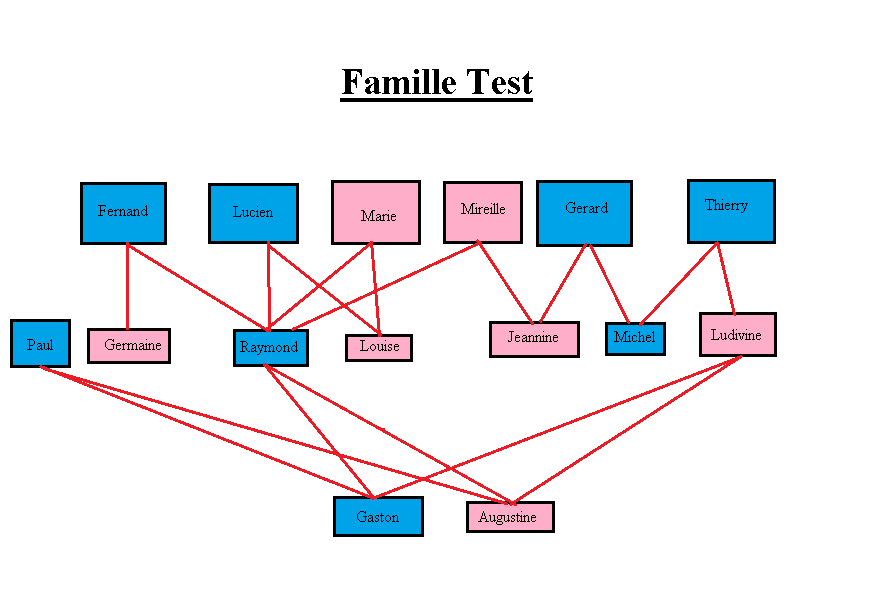 Famille Test
Fernand
Lucien
Marie
Mireille
Gerard
Thierry
Paul
Germaine
Raymond
Louise
Jeannine
Michel
Ludivine
Gaston
Augustine